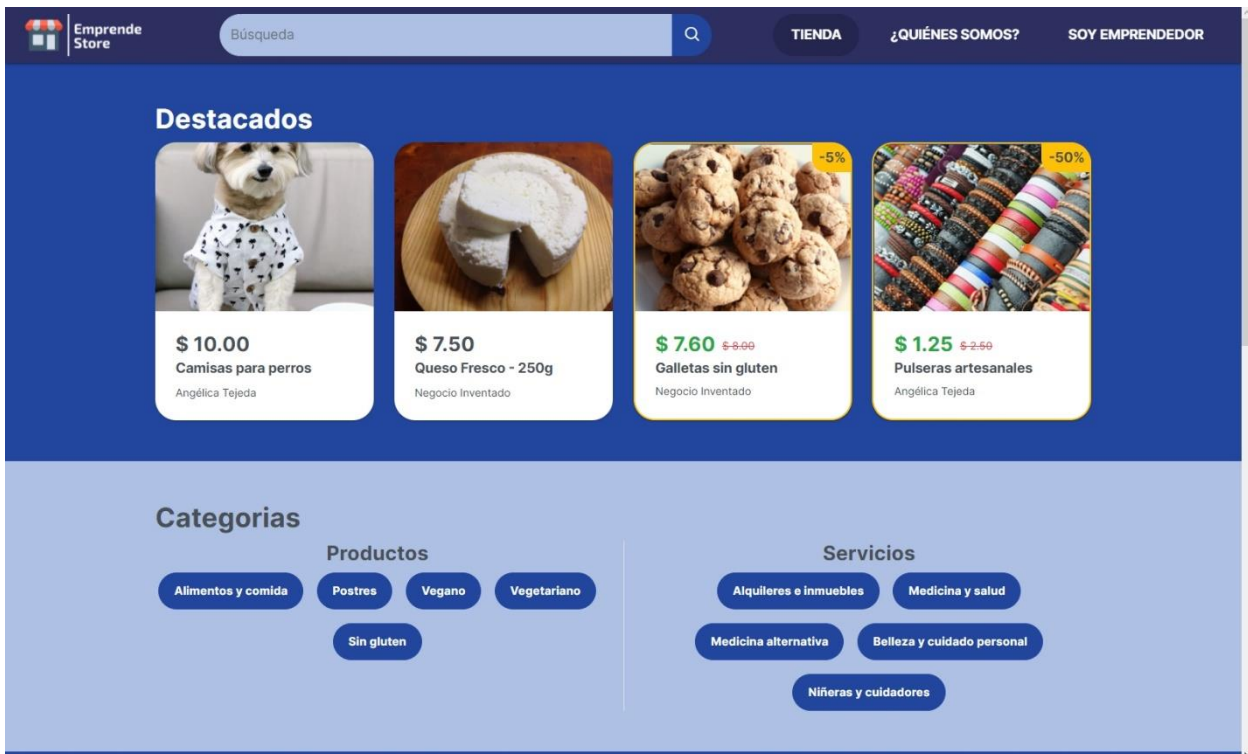 Emprende
Store
Búsqueda
TIENDA
¿QUIÉNES SOMOS?
SOY EMPRENDEDOR
Destacados
$ 10.00
Camisas para perros
Angélica Tejeda
$ 7.50
Queso Fresco - 250g
Negocio Inventado
-5%
$ 7.60 $ 8.00
Galletas sin gluten
Negocio Inventado
-50%
$ 1.25 $ 2.50
Pulseras artesanales
Angélica Tejeda
Categorias
Productos
Alimentos y comida
Postres
Vegano
Vegetariano
Sin gluten
Servicios
Alquileres e inmuebles
Medicina y salud
Medicina alternativa
Belleza y cuidado personal
Niñeras y cuidadores